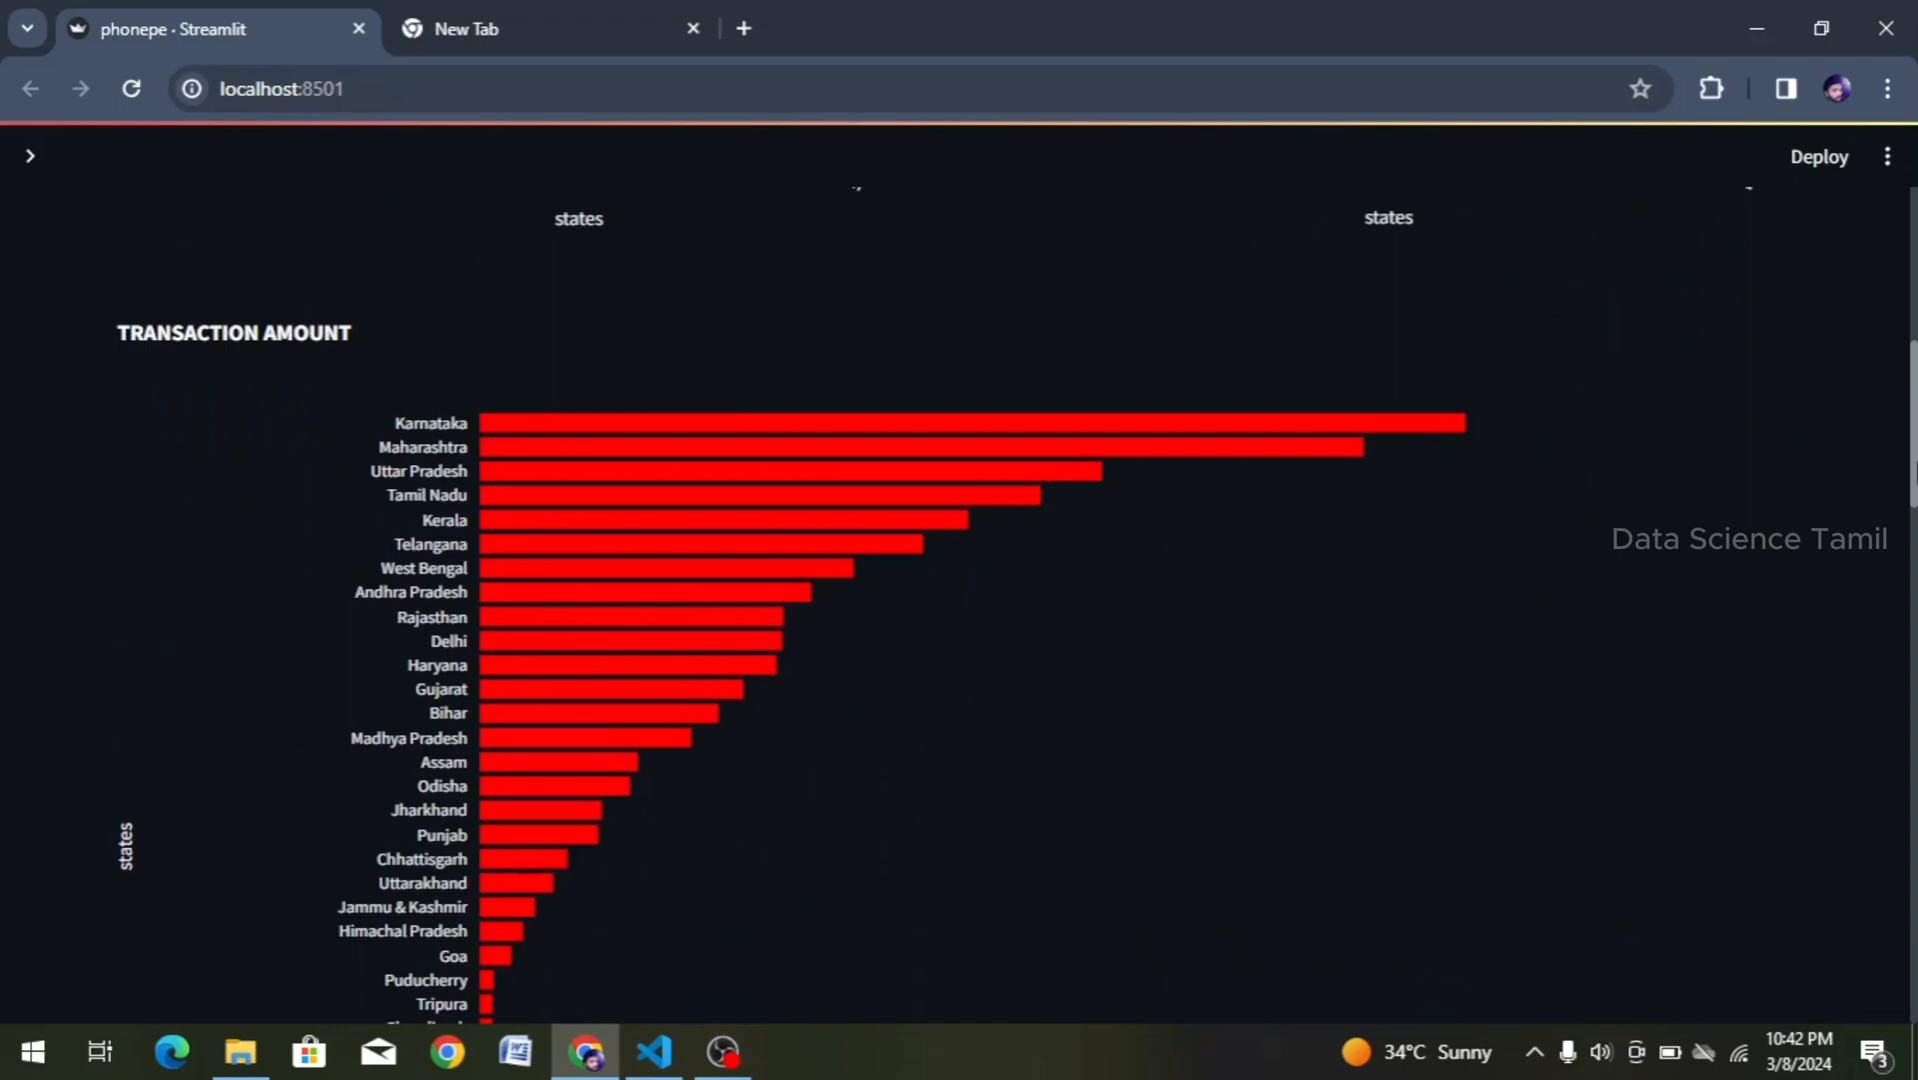 phonepe · Streamlit
New Tab
localhost:8501
Deploy
states
states
TRANSACTION AMOUNT
Karnataka
Maharashtra
Uttar Pradesh
Tamil Nadu
Kerala
Data Science Tamil
Telangana
West Bengal
Andhra Pradesh
Rajasthan
Delhi
Haryana
Gujarat
Bihar
Madhya Pradesh
Assam
Odisha
Jharkhand
Punjab
states
Chhattisgarh
Uttarakhand
Jammu & Kashmir
Himachal Pradesh
Goa
Puducherry
Tripura
34°C Sunny
10:42 PM
3/8/2024
3